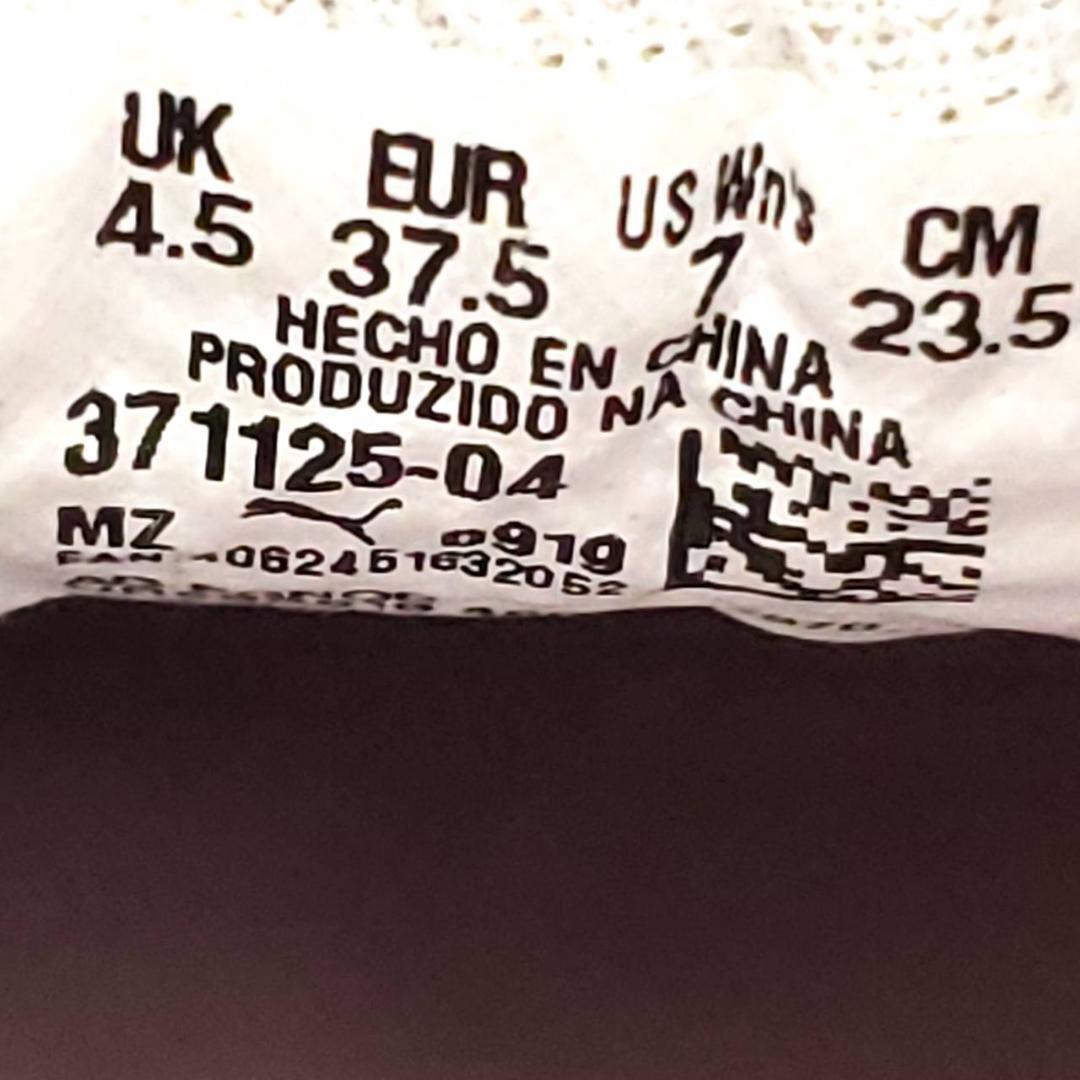 UK EUR US Wn's CM
4.5 37.5 7 23.5
HECHO EN CHINA
PRODUZIDO NA CHINA
371125-04
MZ
EAN